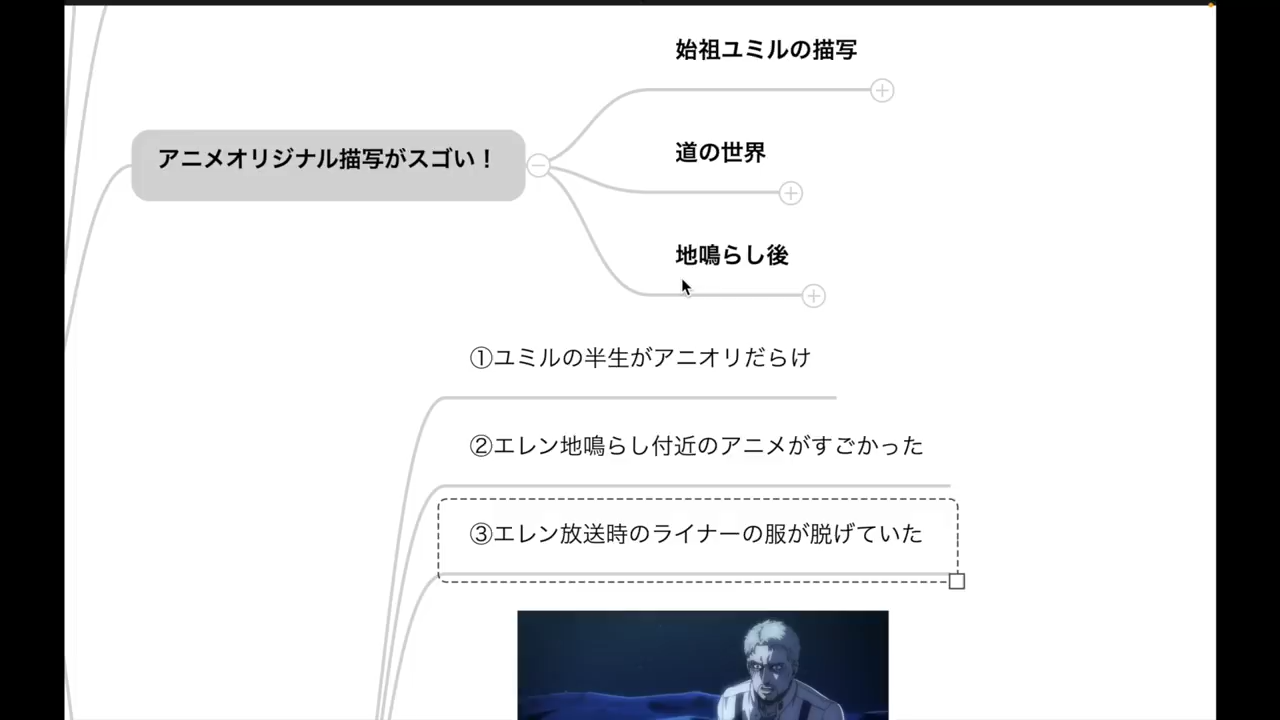 始祖ユミルの描写
アニメオリジナル描写がスゴい！
道の世界
地鳴らし後
①ユミルの半生がアニオリだらけ
②エレン地鳴らし付近のアニメがすごかった
③エレン放送時のライナーの服が脱げていた